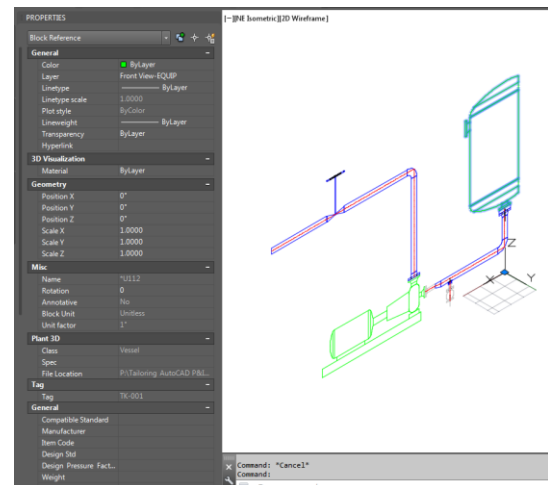 PROPERTIES
[−][NE Isometric][2D Wireframe]
Block Reference
General
Color ByLayer
Layer Front View-EQUIP
Linetype ByLayer
Linetype scale 1.0000
Plot style ByColor
Lineweight ByLayer
Transparency ByLayer
Hyperlink
3D Visualization
Material ByLayer
Geometry
Position X 0"
Position Y 0"
Position Z 0"
Scale X 1.0000
Scale Y 1.0000
Scale Z 1.0000
Misc
Name *U112
Rotation 0
Annotative No
Block Unit Unitless
Unit factor 1"
Plant 3D
Class Vessel
Spec
File Location P:\Tailoring AutoCAD P&I...
Tag
Tag TK-001
General
Compatible Standard
Manufacturer
Item Code
Design Std
Design Pressure Fact...
Weight
Z
X
Y
Command: *Cancel*
Command: